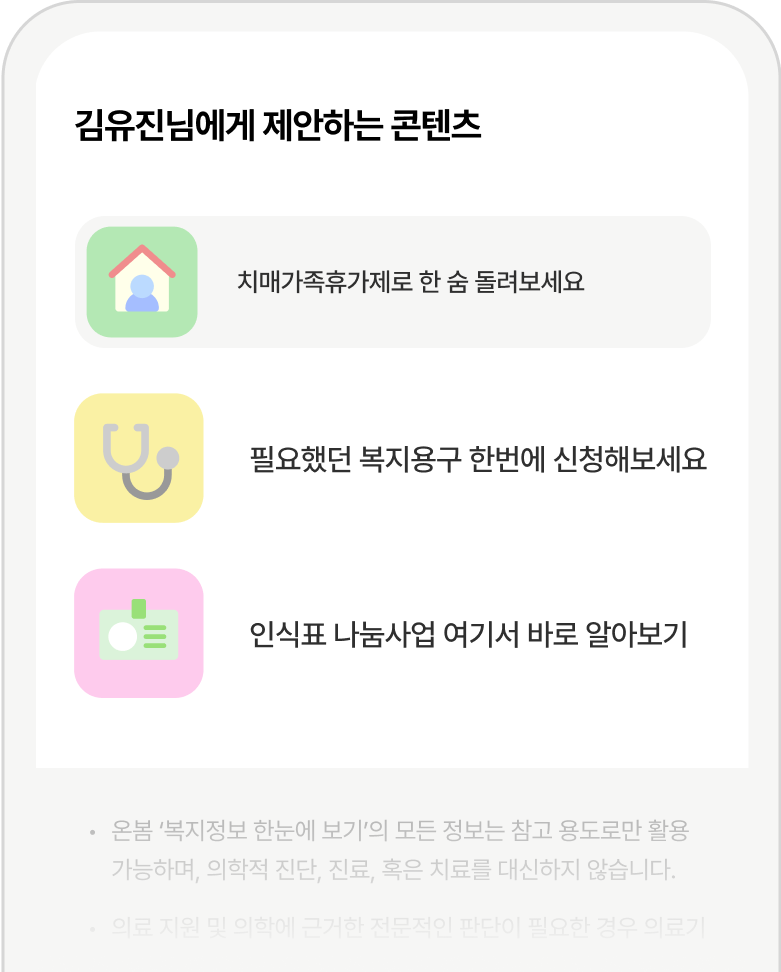 김유진님에게 제안하는 콘텐츠
치매가족휴가제로 한 숨 돌려보세요
필요했던 복지용구 한번에 신청해보세요
인식표 나눔사업 여기서 바로 알아보기
• 온봄 ‘복지정보 한눈에 보기’의 모든 정보는 참고 용도로만 활용
가능하며, 의학적 진단, 진료, 혹은 치료를 대신하지 않습니다.
• 의료 지원 및 의학에 근거한 전문적인 판단이 필요한 경우 의료기